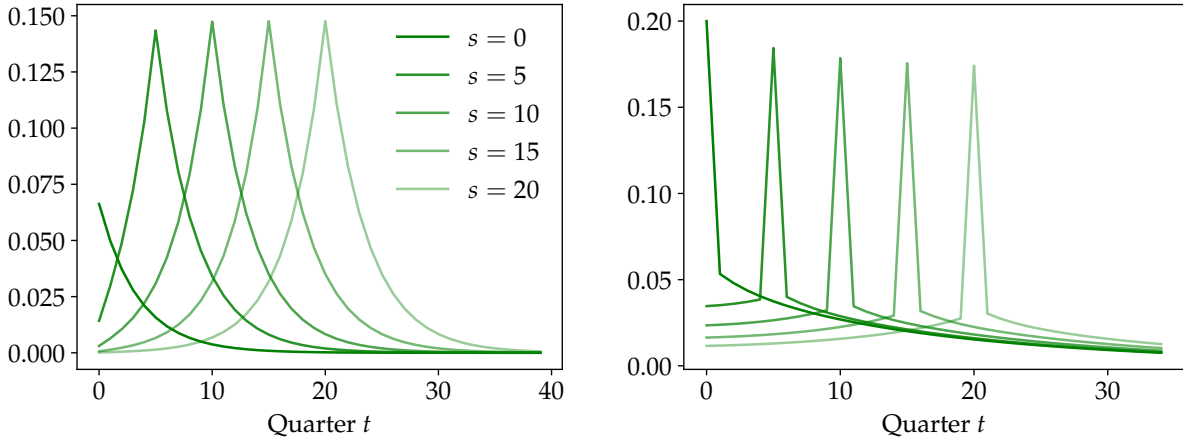 0.150
0.125
0.100
0.075
0.050
0.025
0.000
0 10 20 30 40
Quarter t
s = 0
s = 5
s = 10
s = 15
s = 20
0.20
0.15
0.10
0.05
0.00
0 10 20 30
Quarter t